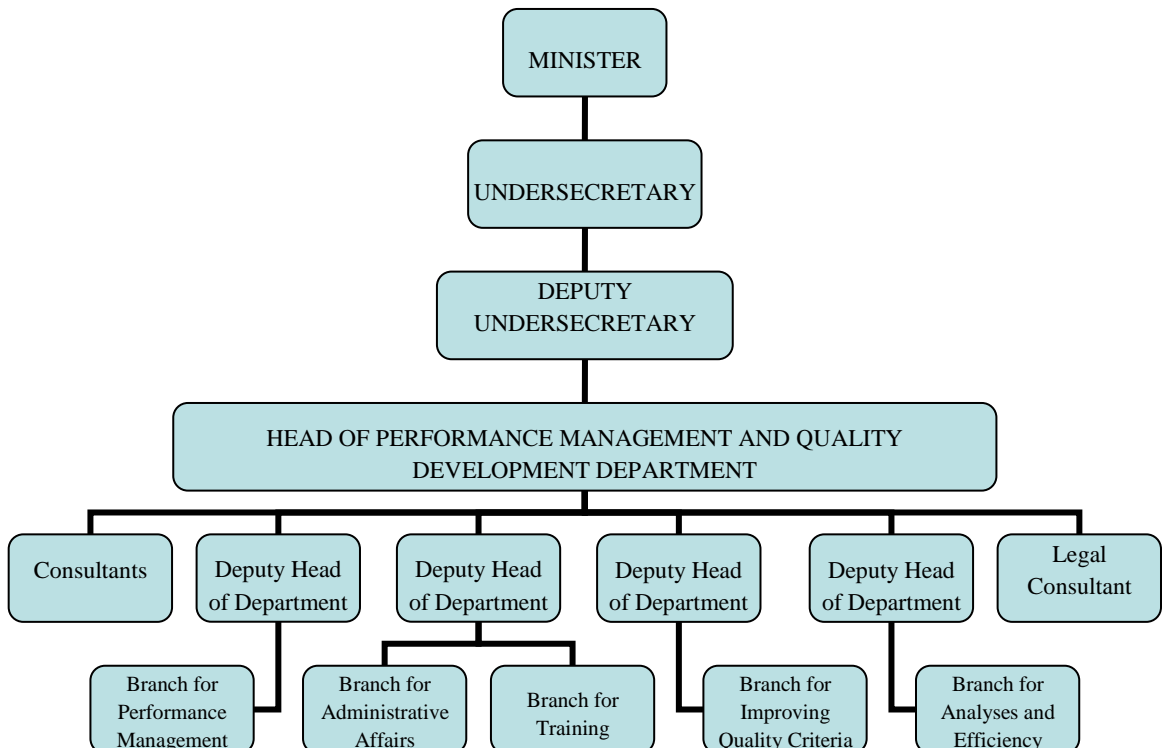 MINISTER
UNDERSECRETARY
DEPUTY
UNDERSECRETARY
HEAD OF PERFORMANCE MANAGEMENT AND QUALITY
DEVELOPMENT DEPARTMENT
Consultants
Deputy Head
of Department
Deputy Head
of Department
Deputy Head
of Department
Deputy Head
of Department
Legal
Consultant
Branch for
Performance
Management
Branch for
Administrative
Affairs
Branch for
Training
Branch for
Improving
Quality Criteria
Branch for
Analyses and
Efficiency